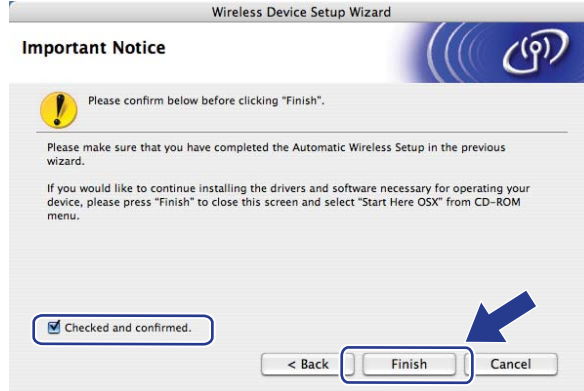 Wireless Device Setup Wizard
Important Notice
Please confirm below before clicking "Finish".
Please make sure that you have completed the Automatic Wireless Setup in the previous
wizard.
If you would like to continue installing the drivers and software necessary for operating your
device, please press "Finish" to close this screen and select "Start Here OSX" from CD-ROM
menu.
Checked and confirmed.
< Back
Finish
Cancel